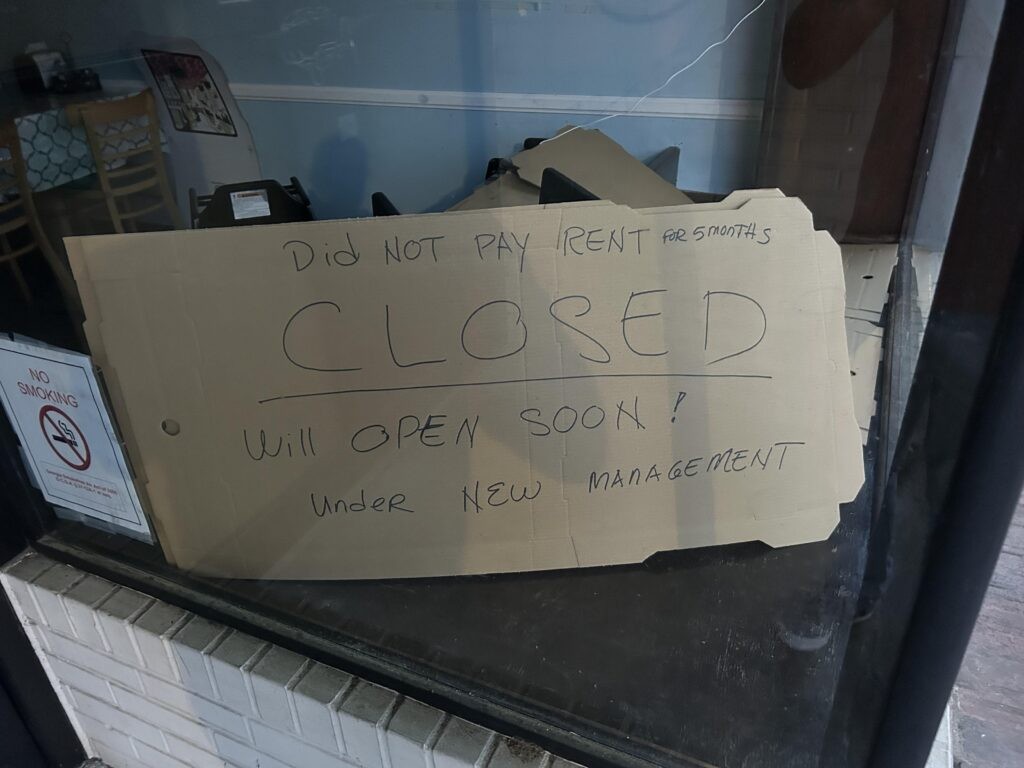 Did NOT PAY RENT FOR 5 MONTHS
CLOSED
Will OPEN SOON!
Under NEW MANAGEMENT
NO
SMOKING